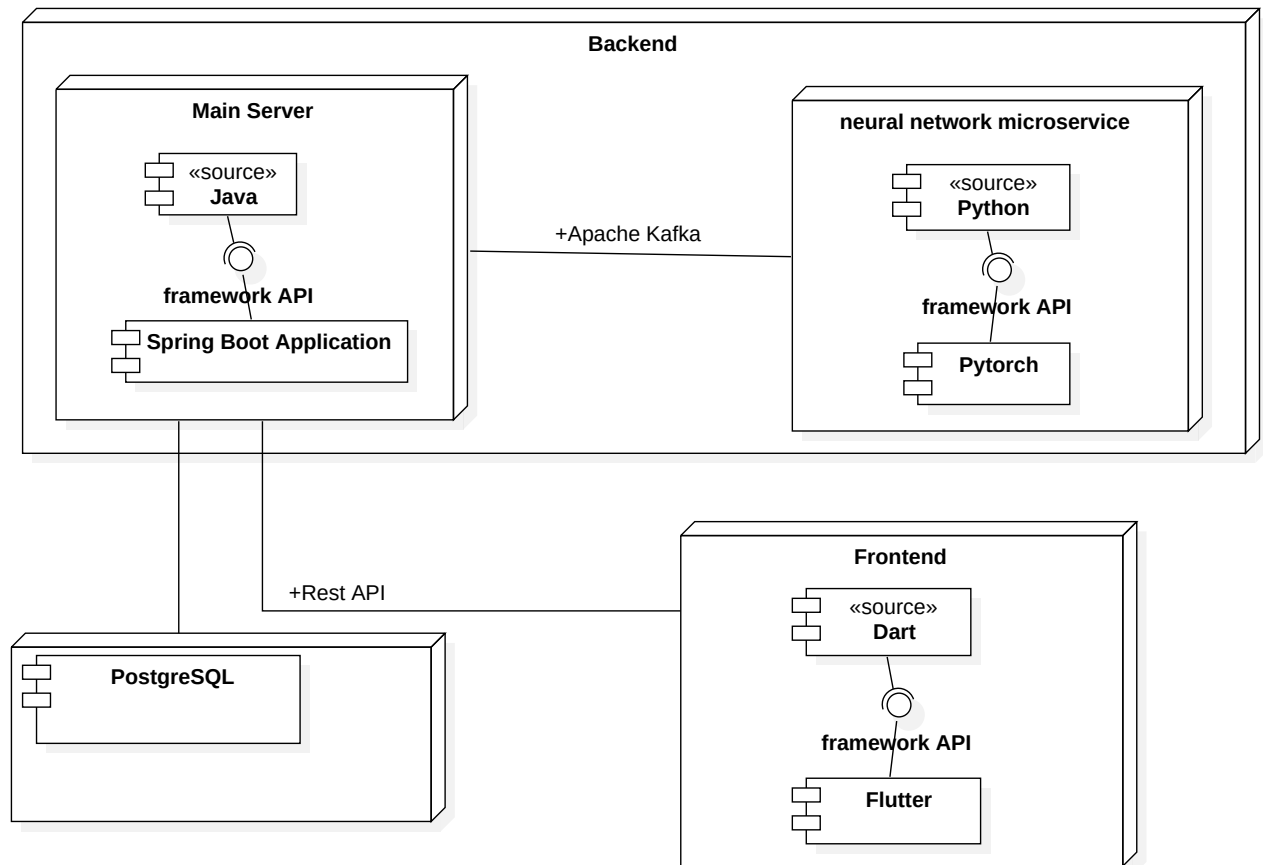 Backend
Main Server
«source»
Java
framework API
Spring Boot Application
+Apache Kafka
neural network microservice
«source»
Python
framework API
Pytorch
+Rest API
PostgreSQL
Frontend
«source»
Dart
framework API
Flutter